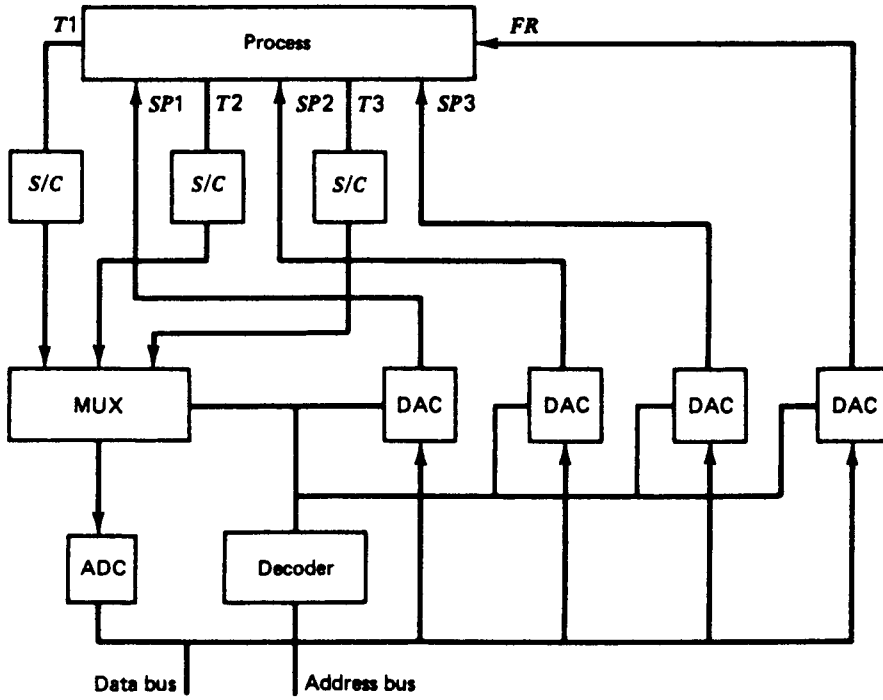 T1
Process
FR
SP1
T2
SP2
T3
SP3
S/C
S/C
S/C
MUX
DAC
DAC
DAC
DAC
ADC
Decoder
Data bus
Address bus